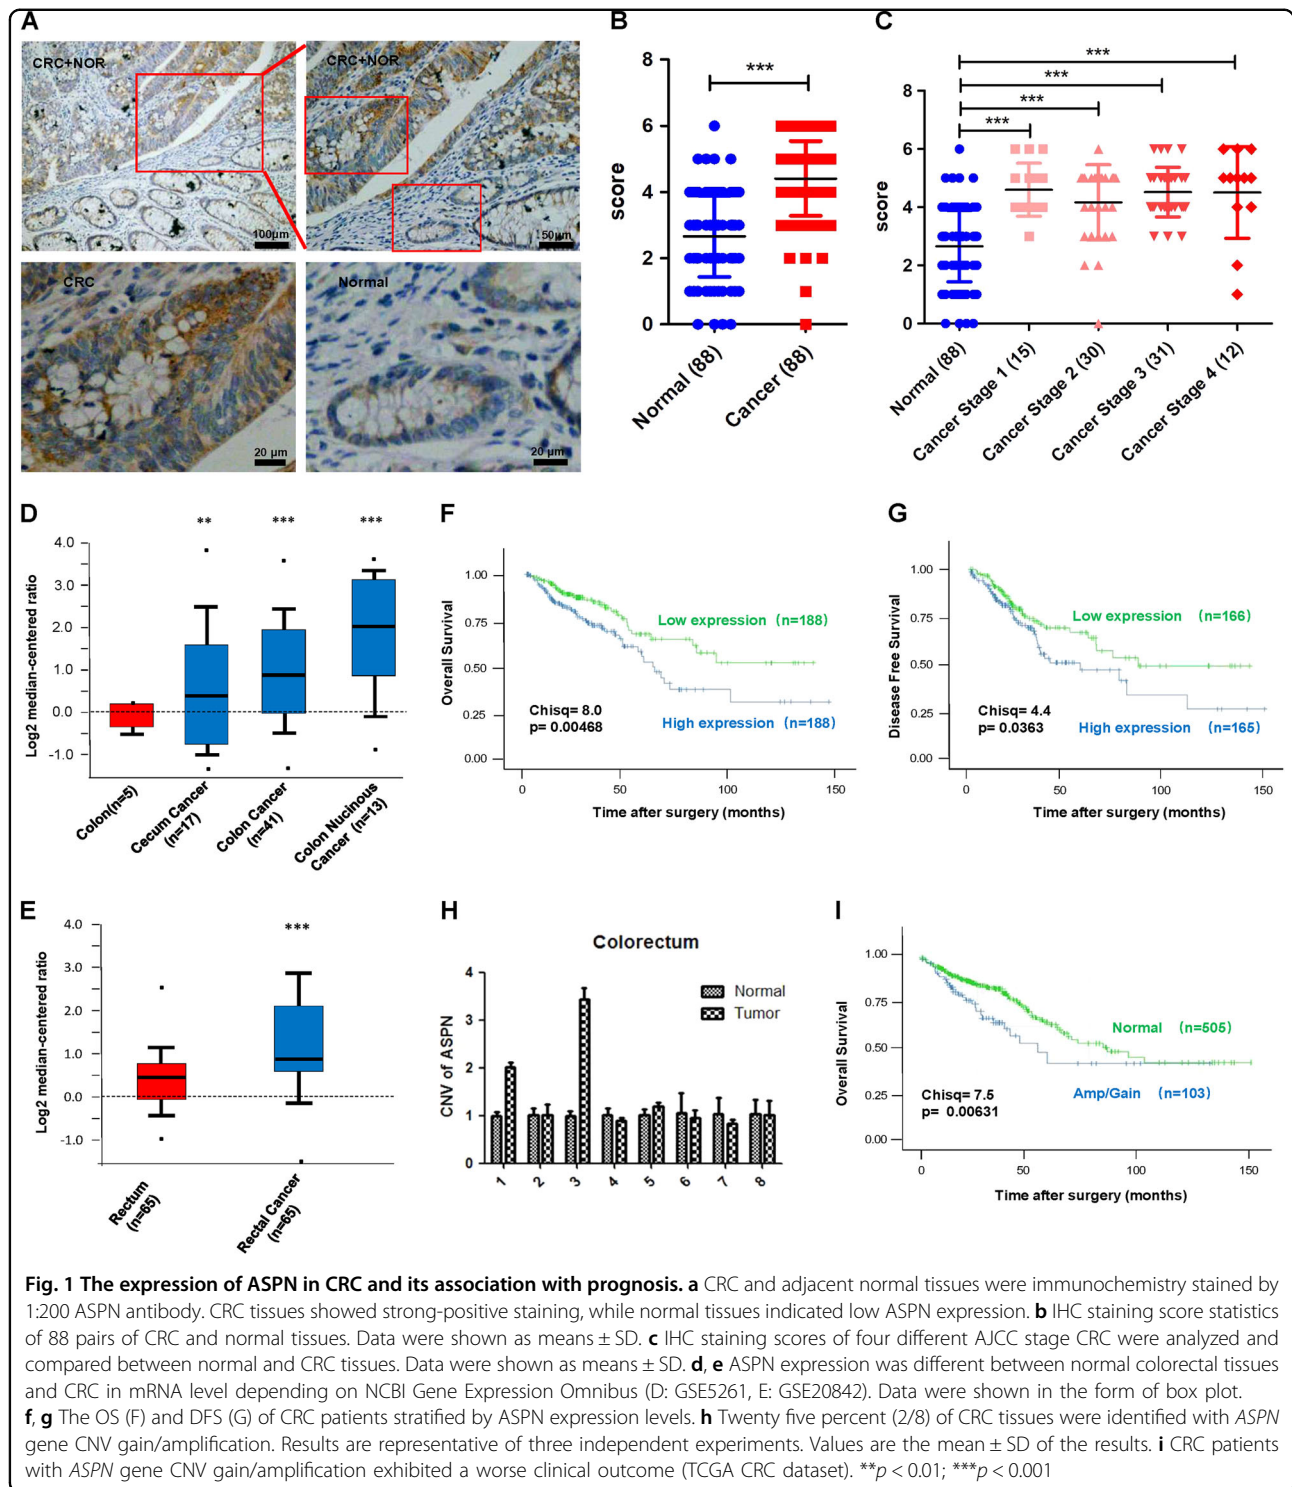 A
CRC+NOR
100μm
CRC+NOR
50μm
CRC
20 μm
Normal
20 μm
B
score
8
6
4
2
0
***
Normal (88)
Cancer (88)
C
score
8
6
4
2
0
***
***
***
***
Normal (88)
Cancer Stage 1 (15)
Cancer Stage 2 (30)
Cancer Stage 3 (31)
Cancer Stage 4 (12)
D
Log2 median-centered ratio
4.0
3.0
2.0
1.0
0.0
-1.0
**
***
***
Colon(n=5)
Cecum Cancer
(n=17)
Colon Cancer
(n=41)
Colon Nucinous
Cancer (n=13)
F
Overall Survival
1.00
0.75
0.50
0.25
0.00
Low expression (n=188)
High expression (n=188)
Chisq= 8.0
p= 0.00468
0
50
100
150
Time after surgery (months)
G
Disease Free Survival
1.00
0.75
0.50
0.25
0.00
Low expression (n=166)
High expression (n=165)
Chisq= 4.4
p= 0.0363
0
50
100
150
Time after surgery (months)
E
Log2 median-centered ratio
4.0
3.0
2.0
1.0
0.0
-1.0
***
Rectum
(n=65)
Rectal Cancer
(n=65)
H
Colorectum
CNV of ASPN
4
3
2
1
0
Normal
Tumor
1
2
3
4
5
6
7
8
I
Overall Survival
1.00
0.75
0.50
0.25
0.00
Normal (n=505)
Amp/Gain (n=103)
Chisq= 7.5
p= 0.00631
0
50
100
150
Time after surgery (months)
Fig. 1 The expression of ASPN in CRC and its association with prognosis. a CRC and adjacent normal tissues were immunochemistry stained by
1:200 ASPN antibody. CRC tissues showed strong-positive staining, while normal tissues indicated low ASPN expression. b IHC staining score statistics
of 88 pairs of CRC and normal tissues. Data were shown as means ± SD. c IHC staining scores of four different AJCC stage CRC were analyzed and
compared between normal and CRC tissues. Data were shown as means ± SD. d, e ASPN expression was different between normal colorectal tissues
and CRC in mRNA level depending on NCBI Gene Expression Omnibus (D: GSE5261, E: GSE20842). Data were shown in the form of box plot.
f, g The OS (F) and DFS (G) of CRC patients stratified by ASPN expression levels. h Twenty five percent (2/8) of CRC tissues were identified with ASPN
gene CNV gain/amplification. Results are representative of three independent experiments. Values are the mean ± SD of the results. i CRC patients
with ASPN gene CNV gain/amplification exhibited a worse clinical outcome (TCGA CRC dataset). **p < 0.01; ***p < 0.001